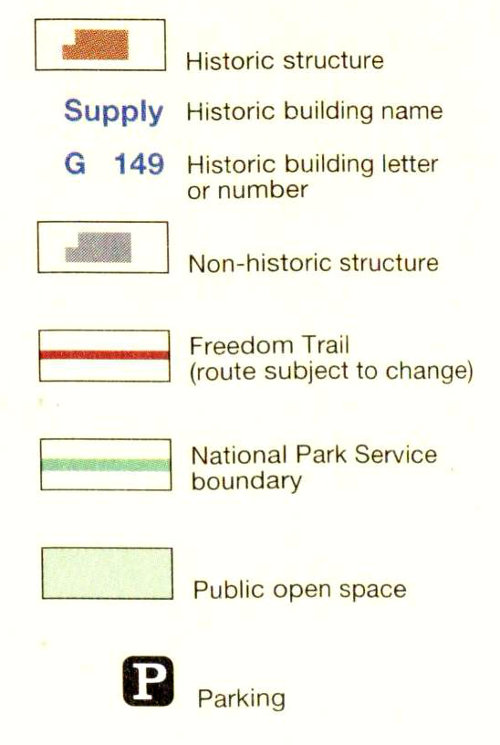 Historic structure
Supply Historic building name
G 149 Historic building letter
or number
Non-historic structure
Freedom Trail
(route subject to change)
National Park Service
boundary
Public open space
P Parking